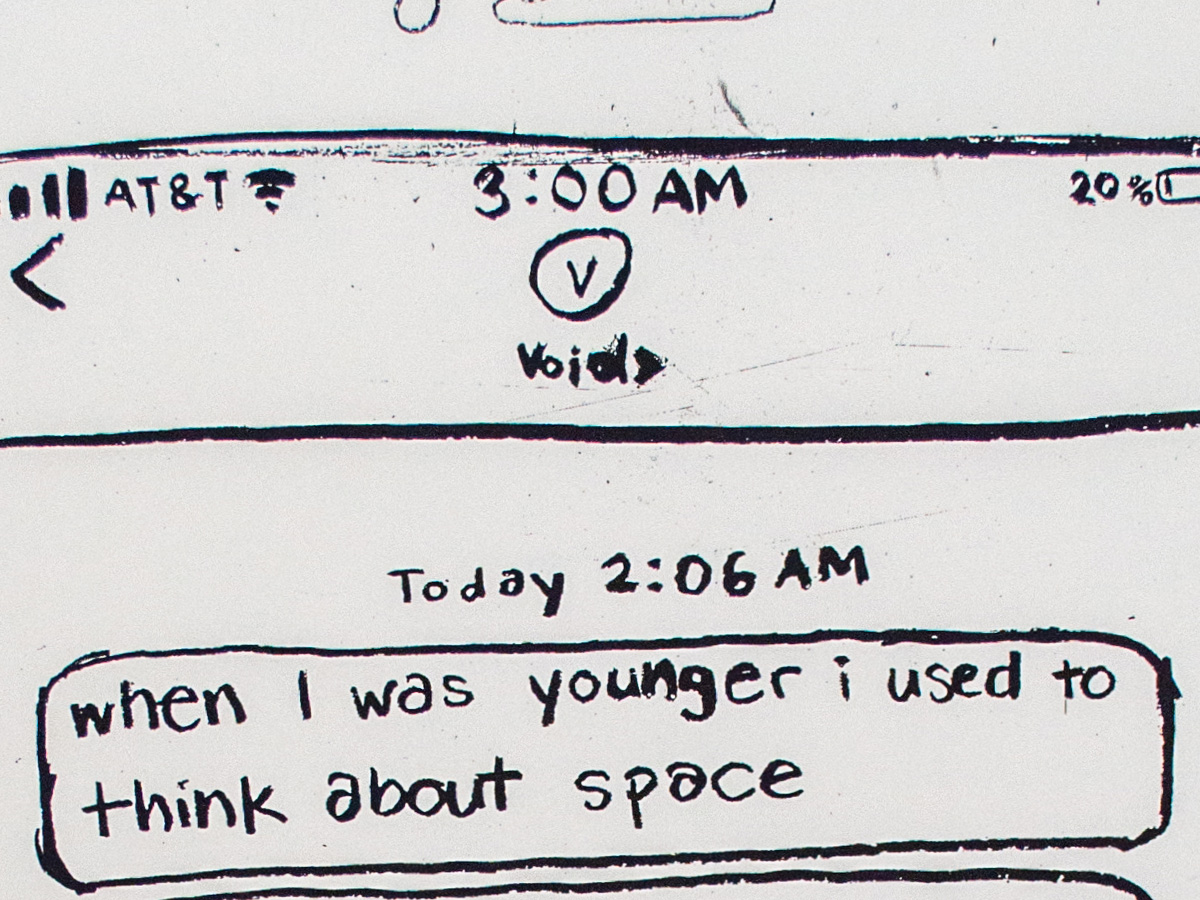 AT&T 3:00 AM 20%
<
V
Void>
Today 2:06 AM
when I was younger i used to
think about space